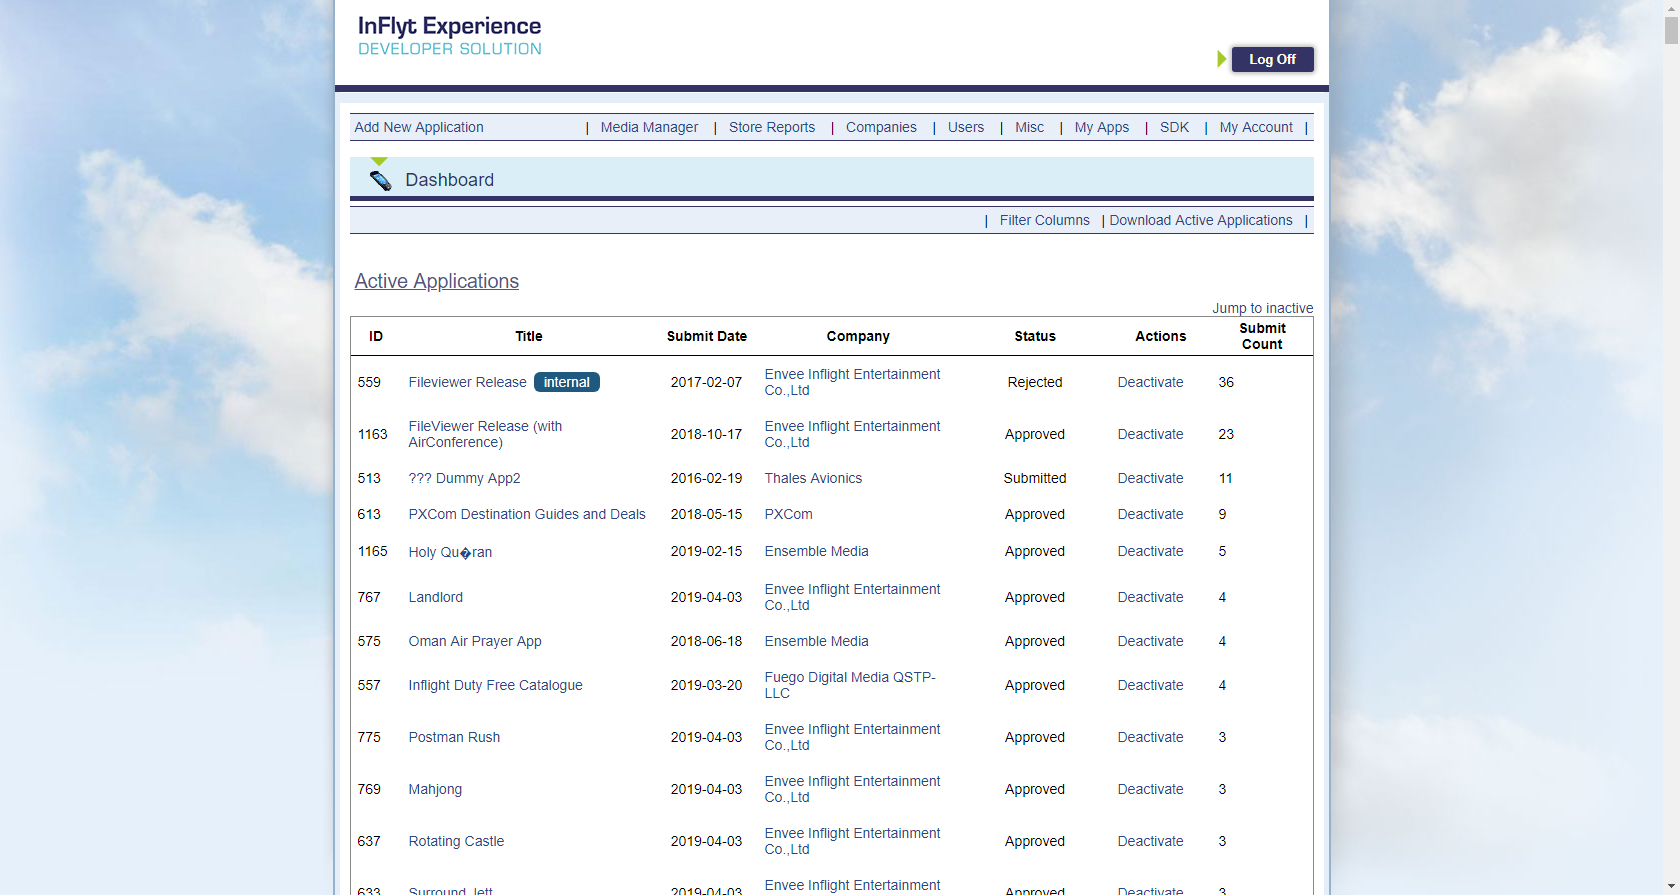 InFlyt Experience
DEVELOPER SOLUTION
Log Off
Add New Application | Media Manager | Store Reports | Companies | Users | Misc | My Apps | SDK | My Account |
Dashboard
| Filter Columns | Download Active Applications |
Active Applications
Jump to inactive
ID Title Submit Date Company Status Actions Submit Count
559 Fileviewer Release internal 2017-02-07 Envee Inflight Entertainment Co.,Ltd Rejected Deactivate 36
1163 FileViewer Release (with AirConference) 2018-10-17 Envee Inflight Entertainment Co.,Ltd Approved Deactivate 23
513 ??? Dummy App2 2016-02-19 Thales Avionics Submitted Deactivate 11
613 PXCom Destination Guides and Deals 2018-05-15 PXCom Approved Deactivate 9
1165 Holy Qu�ran 2019-02-15 Ensemble Media Approved Deactivate 5
767 Landlord 2019-04-03 Envee Inflight Entertainment Co.,Ltd Approved Deactivate 4
575 Oman Air Prayer App 2018-06-18 Ensemble Media Approved Deactivate 4
557 Inflight Duty Free Catalogue 2019-03-20 Fuego Digital Media QSTP-LLC Approved Deactivate 4
775 Postman Rush 2019-04-03 Envee Inflight Entertainment Co.,Ltd Approved Deactivate 3
769 Mahjong 2019-04-03 Envee Inflight Entertainment Co.,Ltd Approved Deactivate 3
637 Rotating Castle 2019-04-03 Envee Inflight Entertainment Co.,Ltd Approved Deactivate 3
633 Surround Jett 2019-04-03 Envee Inflight Entertainment Approved Deactivate 3